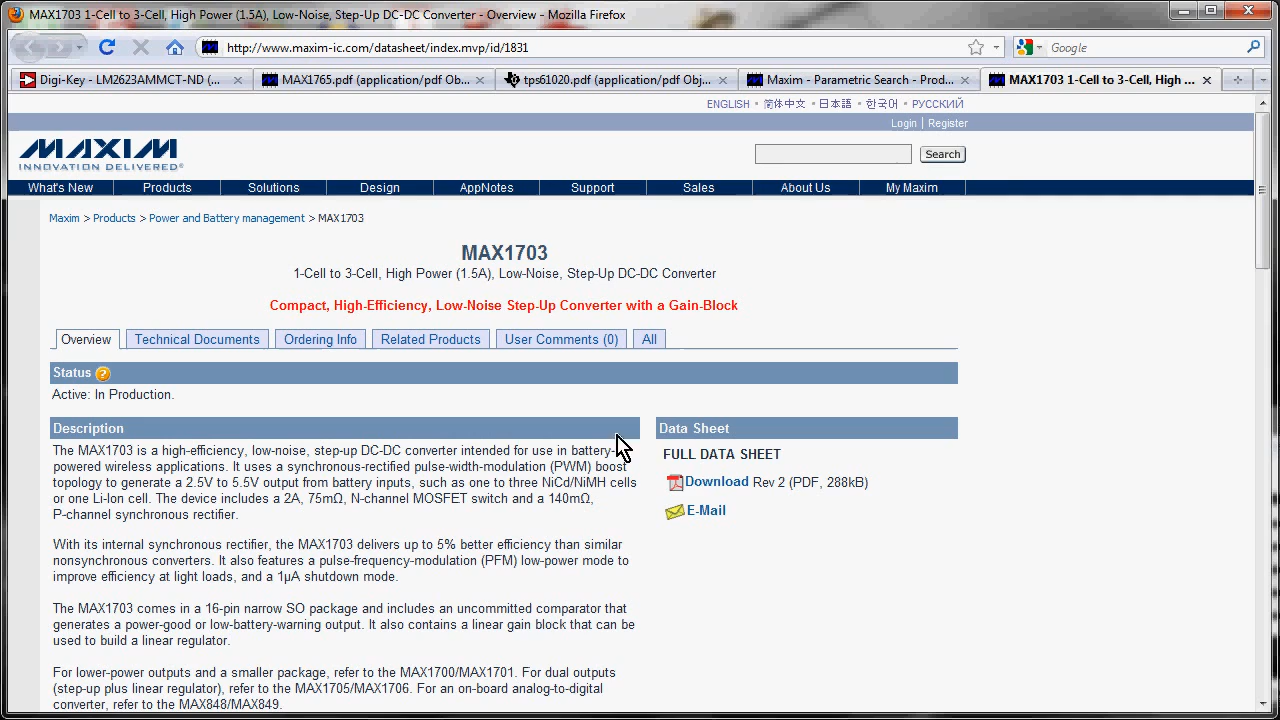 MAX1703 1-Cell to 3-Cell, High Power (1.5A), Low-Noise, Step-Up DC-DC Converter - Overview - Mozilla Firefox
http://www.maxim-ic.com/datasheet/index.mvp/id/1831
Google
Digi-Key - LM2623AMMCT-ND (...
MAX1765.pdf (application/pdf Ob...
tps61020.pdf (application/pdf Obj...
Maxim - Parametric Search - Prod...
MAX1703 1-Cell to 3-Cell, High ...
ENGLISH • 简体中文 • 日本語 • 한국어 • РУССКИЙ
Login | Register
MAXIM
INNOVATION DELIVERED®
Search
What's New
Products
Solutions
Design
AppNotes
Support
Sales
About Us
My Maxim
Maxim > Products > Power and Battery management > MAX1703
MAX1703
1-Cell to 3-Cell, High Power (1.5A), Low-Noise, Step-Up DC-DC Converter
Compact, High-Efficiency, Low-Noise Step-Up Converter with a Gain-Block
Overview
Technical Documents
Ordering Info
Related Products
User Comments (0)
All
Status ?
Active: In Production.
Description
The MAX1703 is a high-efficiency, low-noise, step-up DC-DC converter intended for use in battery-
powered wireless applications. It uses a synchronous-rectified pulse-width-modulation (PWM) boost
topology to generate a 2.5V to 5.5V output from battery inputs, such as one to three NiCd/NiMH cells
or one Li-Ion cell. The device includes a 2A, 75mΩ, N-channel MOSFET switch and a 140mΩ,
P-channel synchronous rectifier.
With its internal synchronous rectifier, the MAX1703 delivers up to 5% better efficiency than similar
nonsynchronous converters. It also features a pulse-frequency-modulation (PFM) low-power mode to
improve efficiency at light loads, and a 1µA shutdown mode.
The MAX1703 comes in a 16-pin narrow SO package and includes an uncommitted comparator that
generates a power-good or low-battery-warning output. It also contains a linear gain block that can be
used to build a linear regulator.
For lower-power outputs and a smaller package, refer to the MAX1700/MAX1701. For dual outputs
(step-up plus linear regulator), refer to the MAX1705/MAX1706. For an on-board analog-to-digital
converter, refer to the MAX848/MAX849.
Data Sheet
FULL DATA SHEET
Download Rev 2 (PDF, 288kB)
E-Mail